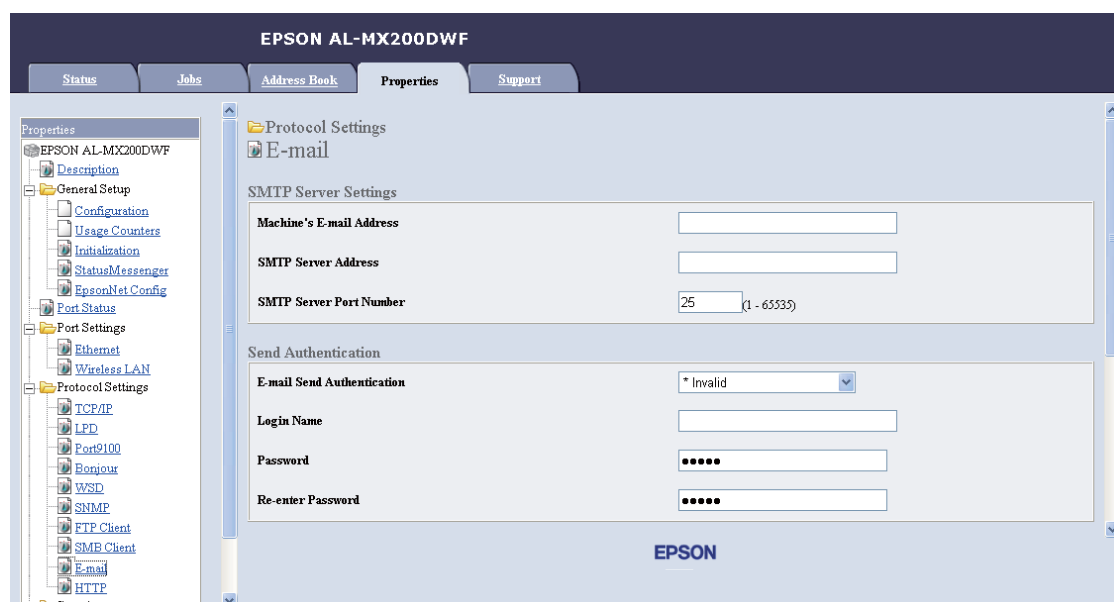 EPSON AL-MX200DWF
Status
Jobs
Address Book
Properties
Support
Properties
EPSON AL-MX200DWF
Description
General Setup
Configuration
Usage Counters
Initialization
StatusMessenger
EpsonNet Config
Port Status
Port Settings
Ethernet
Wireless LAN
Protocol Settings
TCP/IP
LPD
Port9100
Bonjour
WSD
SNMP
FTP Client
SMB Client
E-mail
HTTP
Protocol Settings
E-mail
SMTP Server Settings
Machine's E-mail Address
SMTP Server Address
SMTP Server Port Number 25 (1 - 65535)
Send Authentication
E-mail Send Authentication * Invalid
Login Name
Password ●●●●●
Re-enter Password ●●●●●
EPSON